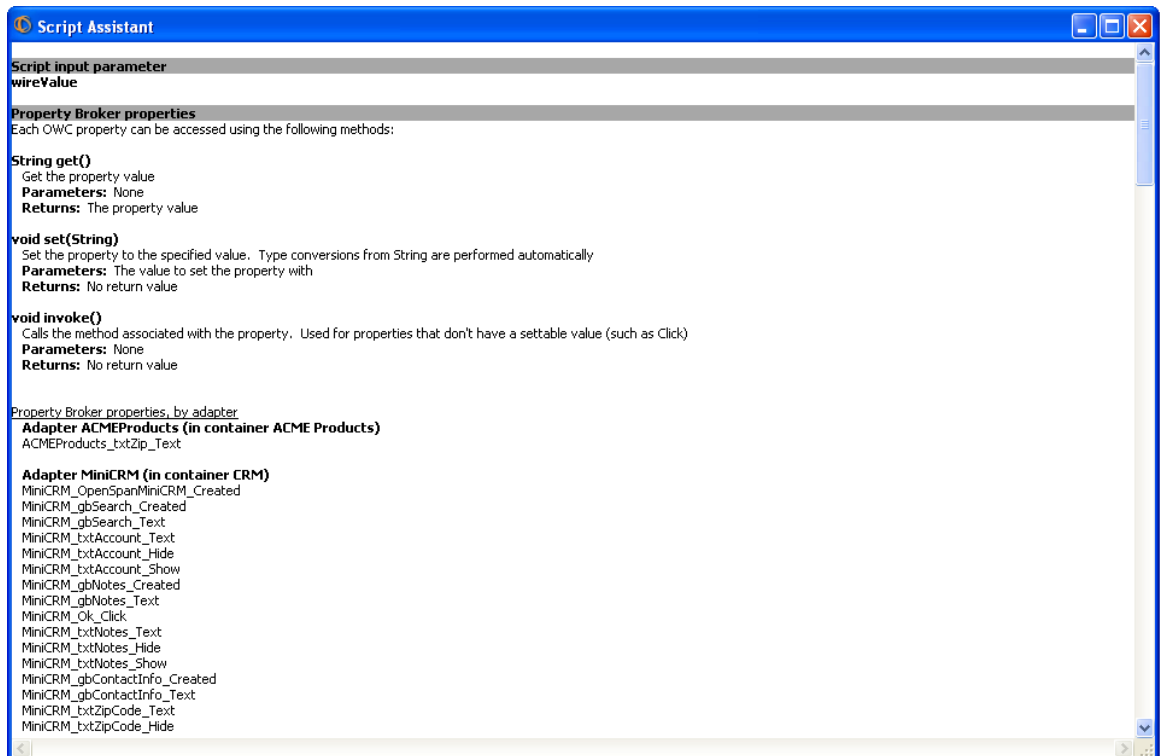 Script Assistant
Script input parameter
wireValue
Property Broker properties
Each OWC property can be accessed using the following methods:
String get()
Get the property value
Parameters: None
Returns: The property value
void set(String)
Set the property to the specified value. Type conversions from String are performed automatically
Parameters: The value to set the property with
Returns: No return value
void invoke()
Calls the method associated with the property. Used for properties that don't have a settable value (such as Click)
Parameters: None
Returns: No return value
Property Broker properties, by adapter
Adapter ACMEProducts (in container ACME Products)
ACMEProducts_txtZip_Text
Adapter MiniCRM (in container CRM)
MiniCRM_OpenSpanMiniCRM_Created
MiniCRM_gbSearch_Created
MiniCRM_gbSearch_Text
MiniCRM_txtAccount_Text
MiniCRM_txtAccount_Hide
MiniCRM_txtAccount_Show
MiniCRM_gbNotes_Created
MiniCRM_gbNotes_Text
MiniCRM_Ok_Click
MiniCRM_txtNotes_Text
MiniCRM_txtNotes_Hide
MiniCRM_txtNotes_Show
MiniCRM_gbContactInfo_Created
MiniCRM_gbContactInfo_Text
MiniCRM_txtZipCode_Text
MiniCRM_txtZipCode_Hide